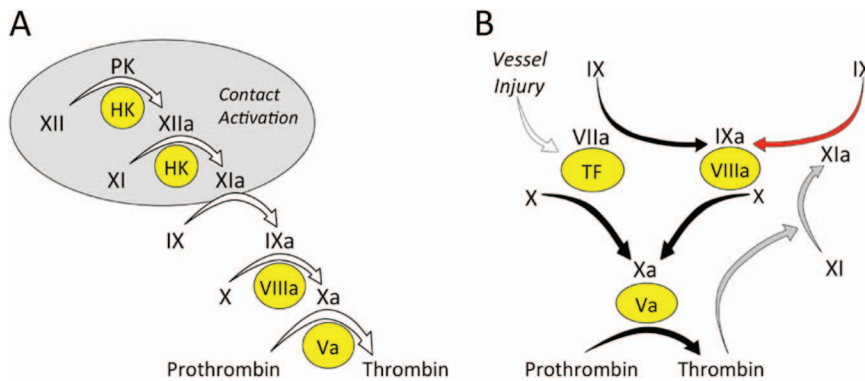 A
PK
XII
HK
XIIa
Contact
Activation
XI
HK
XIa
IX
IXa
X
VIIIa
Xa
Va
Prothrombin
Thrombin
B
Vessel
Injury
IX
IX
VIIa
IXa
XIa
TF
VIIIa
X
X
Xa
XI
Va
Prothrombin
Thrombin